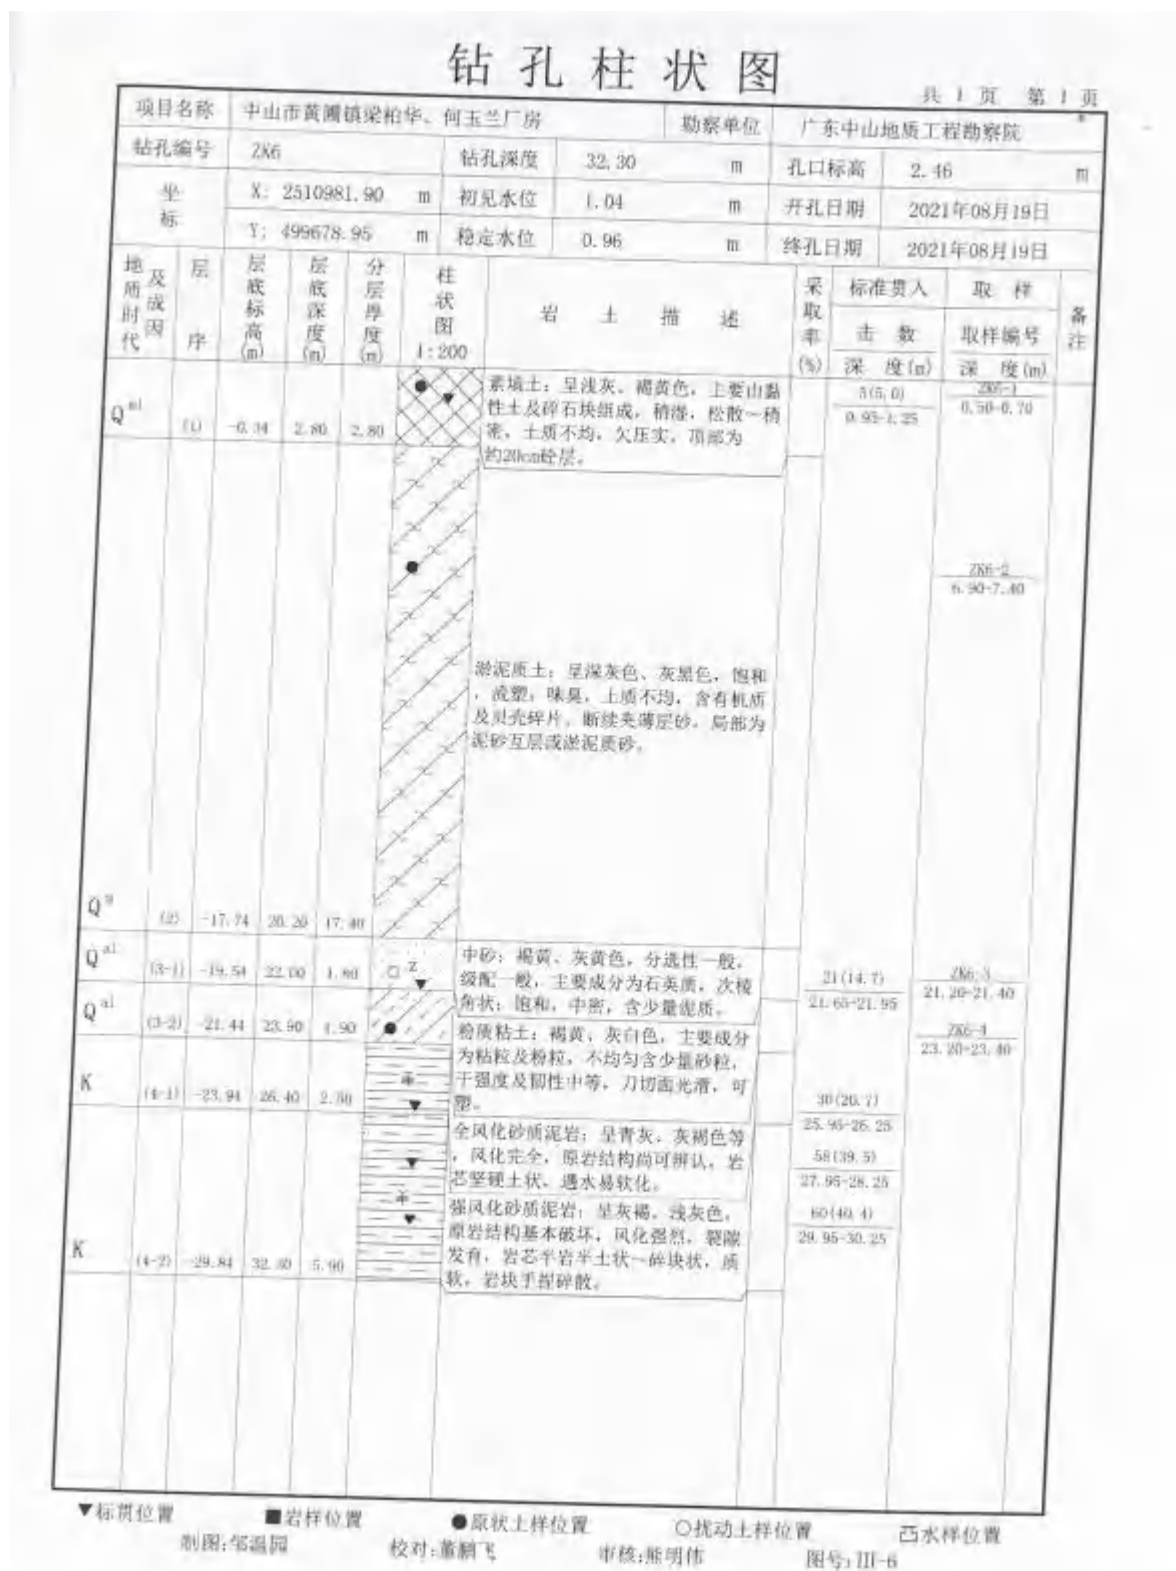 钻孔柱状图
共 1 页 第 1 页
项目名称 中山市黄圃镇梁柏华、何玉兰厂房 勘察单位 广东中山地质工程勘察院
钻孔编号 ZK6 钻孔深度 32.30 m 孔口标高 2.46 m
坐标 X: 2510981.90 m 初见水位 1.04 m 开孔日期 2021年08月19日
Y: 499678.95 m 稳定水位 0.96 m 终孔日期 2021年08月19日
地质时代及成因 层序 层底标高(m) 层底深度(m) 分层厚度(m) 柱状图 1:200 岩土描述 采取率(%) 标准贯入 击数 深度(m) 取样 取样编号 深度(m) 备注
素填土：呈浅灰、褐黄色，主要由黏
性土及碎石块组成，稍湿，松散~稍
密，土质不均，欠压实，顶部为
约20cm砼层。
Q ml (1) -0.34 2.80 2.80
5(5.0)
0.95-1.25
ZK6-1
0.50-0.70
ZK6-2
6.90-7.40
淤泥质土：呈深灰色、灰黑色，饱和
，流塑，味臭，土质不均，含有机质
及贝壳碎片，断续夹薄层砂，局部为
泥砂互层或淤泥质砂。
Q (2) -17.74 20.20 17.40
中砂：褐黄、灰黄色，分选性一般，
级配一般，主要成分为石英质，次棱
角状；饱和，中密，含少量泥质。
Q al (3-1) -19.54 22.00 1.80
21(14.7)
21.65-21.95
ZK6-3
21.20-21.40
粉质粘土：褐黄、灰白色，主要成分
为粘粒及粉粒，不均匀含少量砂粒，
干强度及韧性中等，刀切面光滑，可
塑。
Q al (3-2) -21.44 23.90 1.90
ZK6-4
23.20-23.40
全风化砂质泥岩：呈青灰、灰褐色等
，风化完全，原岩结构尚可辨认，岩
芯坚硬土状，遇水易软化。
K (4-1) -23.94 26.40 2.50
30(20.7)
25.95-26.25
58(39.5)
27.95-28.25
强风化砂质泥岩：呈灰褐、浅灰色，
原岩结构基本破坏，风化强烈，裂隙
发育，岩芯半岩半土状~碎块状，质
软，岩块手捏碎散。
K (4-2) -29.84 32.30 5.90
60(40.4)
29.95-30.25
▼标贯位置 ■岩样位置 ●原状土样位置 ○扰动土样位置 凸水样位置
制图:邹温园 校对:董鹏飞 审核:熊明伟 图号:III-6